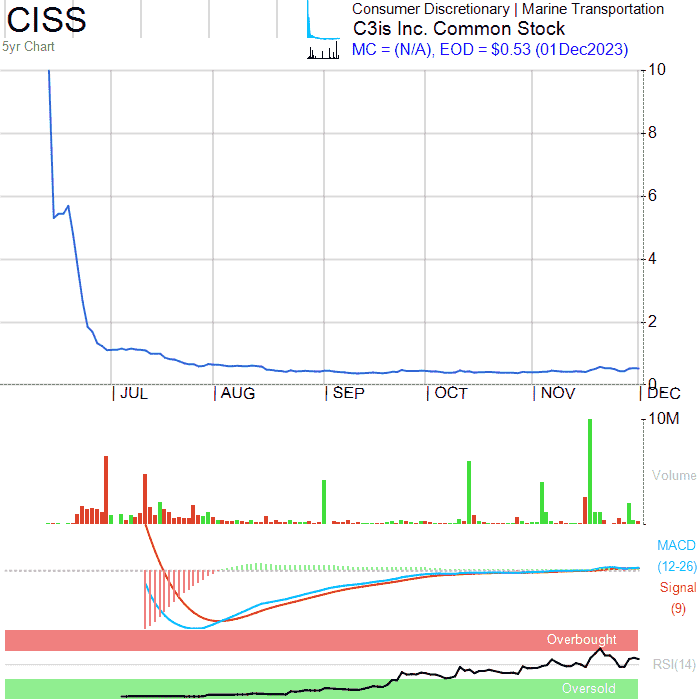 CISS
5yr Chart
Consumer Discretionary | Marine Transportation
C3is Inc. Common Stock
MC = (N/A), EOD = $0.53 (01Dec2023)
10
8
6
4
2
0
JUL AUG SEP OCT NOV DEC
10M
Volume
MACD
(12-26)
Signal
(9)
Overbought
RSI(14)
Oversold